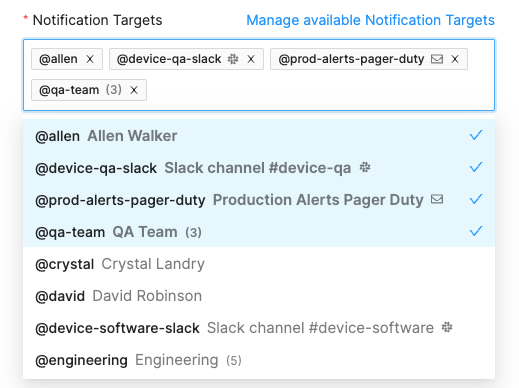 * Notification Targets Manage available Notification Targets
@allen X @device-qa-slack X @prod-alerts-pager-duty X
@qa-team (3) X
@allen Allen Walker
@device-qa-slack Slack channel #device-qa
@prod-alerts-pager-duty Production Alerts Pager Duty
@qa-team QA Team (3)
@crystal Crystal Landry
@david David Robinson
@device-software-slack Slack channel #device-software
@engineering Engineering (5)